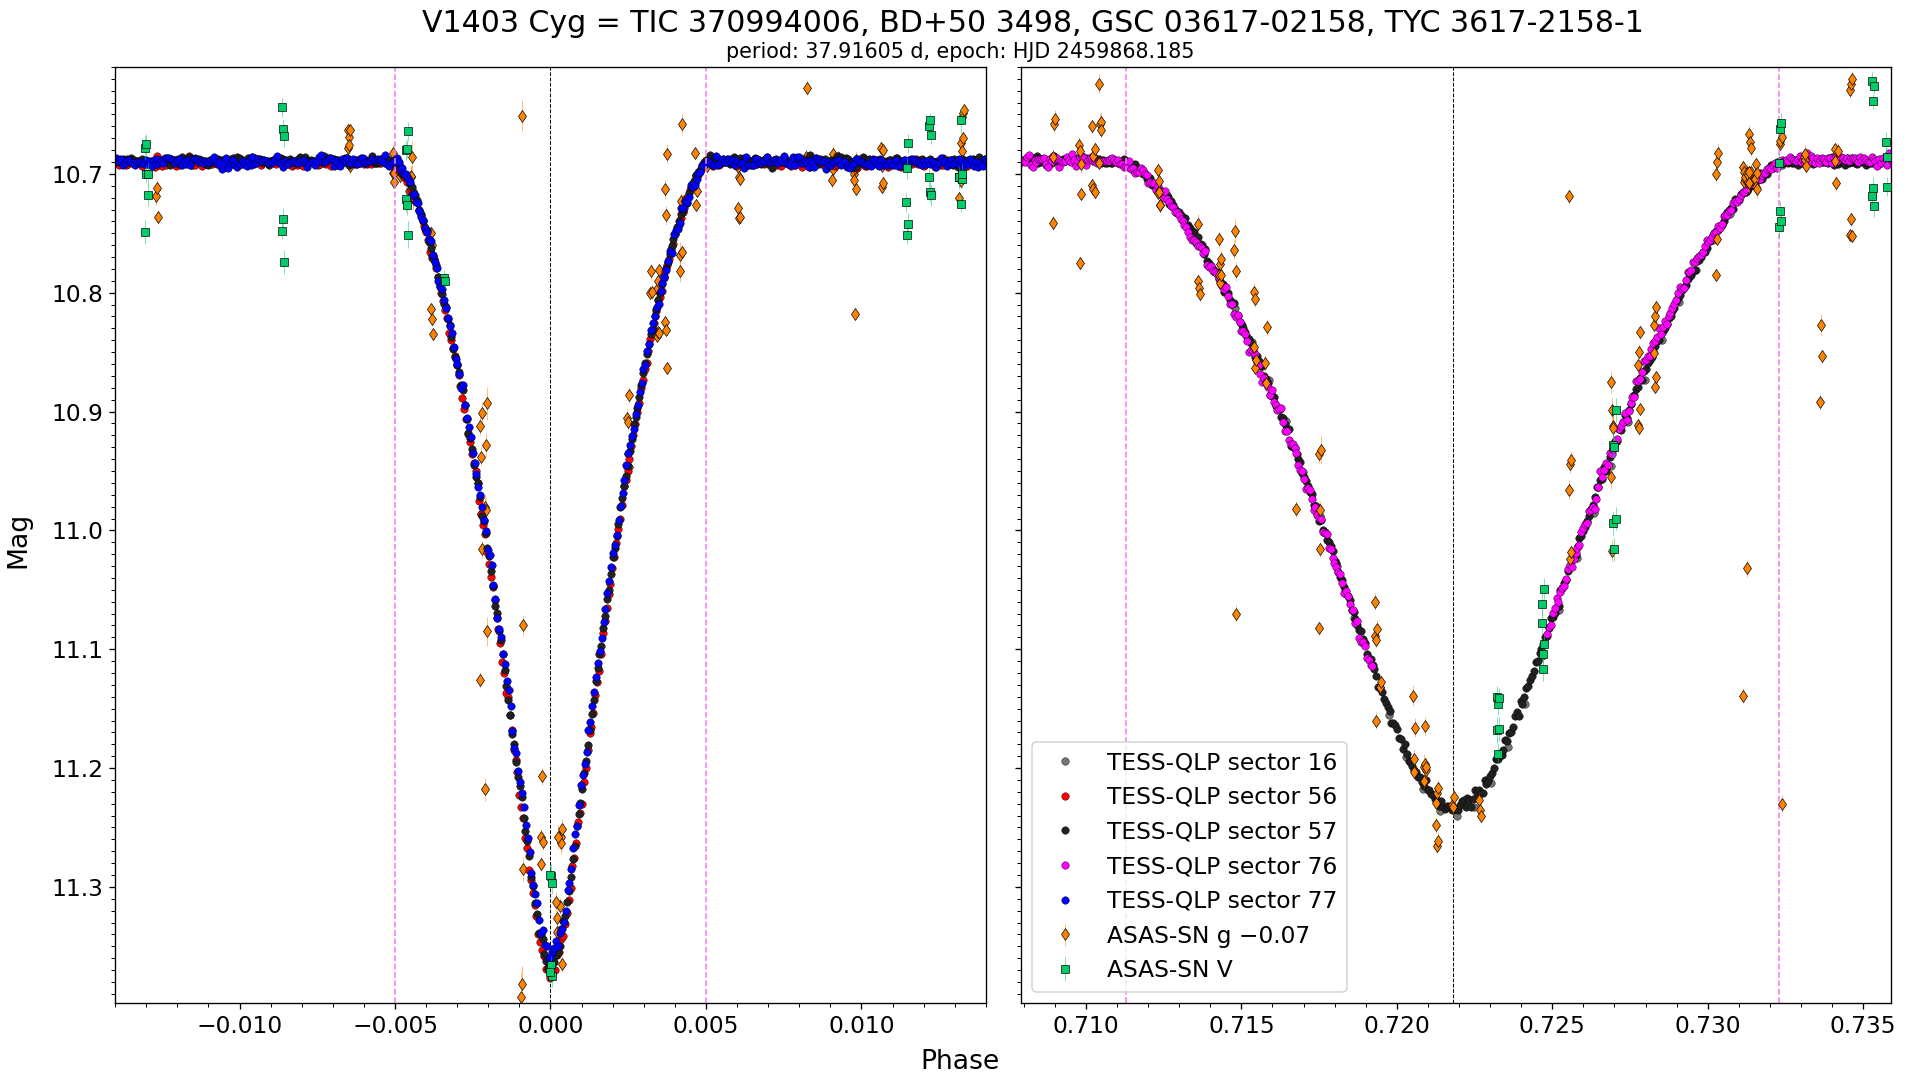 V1403 Cyg = TIC 370994006, BD+50 3498, GSC 03617-02158, TYC 3617-2158-1
period: 37.91605 d, epoch: HJD 2459868.185
Mag
10.7
10.8
10.9
11.0
11.1
11.2
11.3
−0.010
−0.005
0.000
0.005
0.010
TESS-QLP sector 16
TESS-QLP sector 56
TESS-QLP sector 57
TESS-QLP sector 76
TESS-QLP sector 77
ASAS-SN g −0.07
ASAS-SN V
0.710
0.715
0.720
0.725
0.730
0.735
Phase